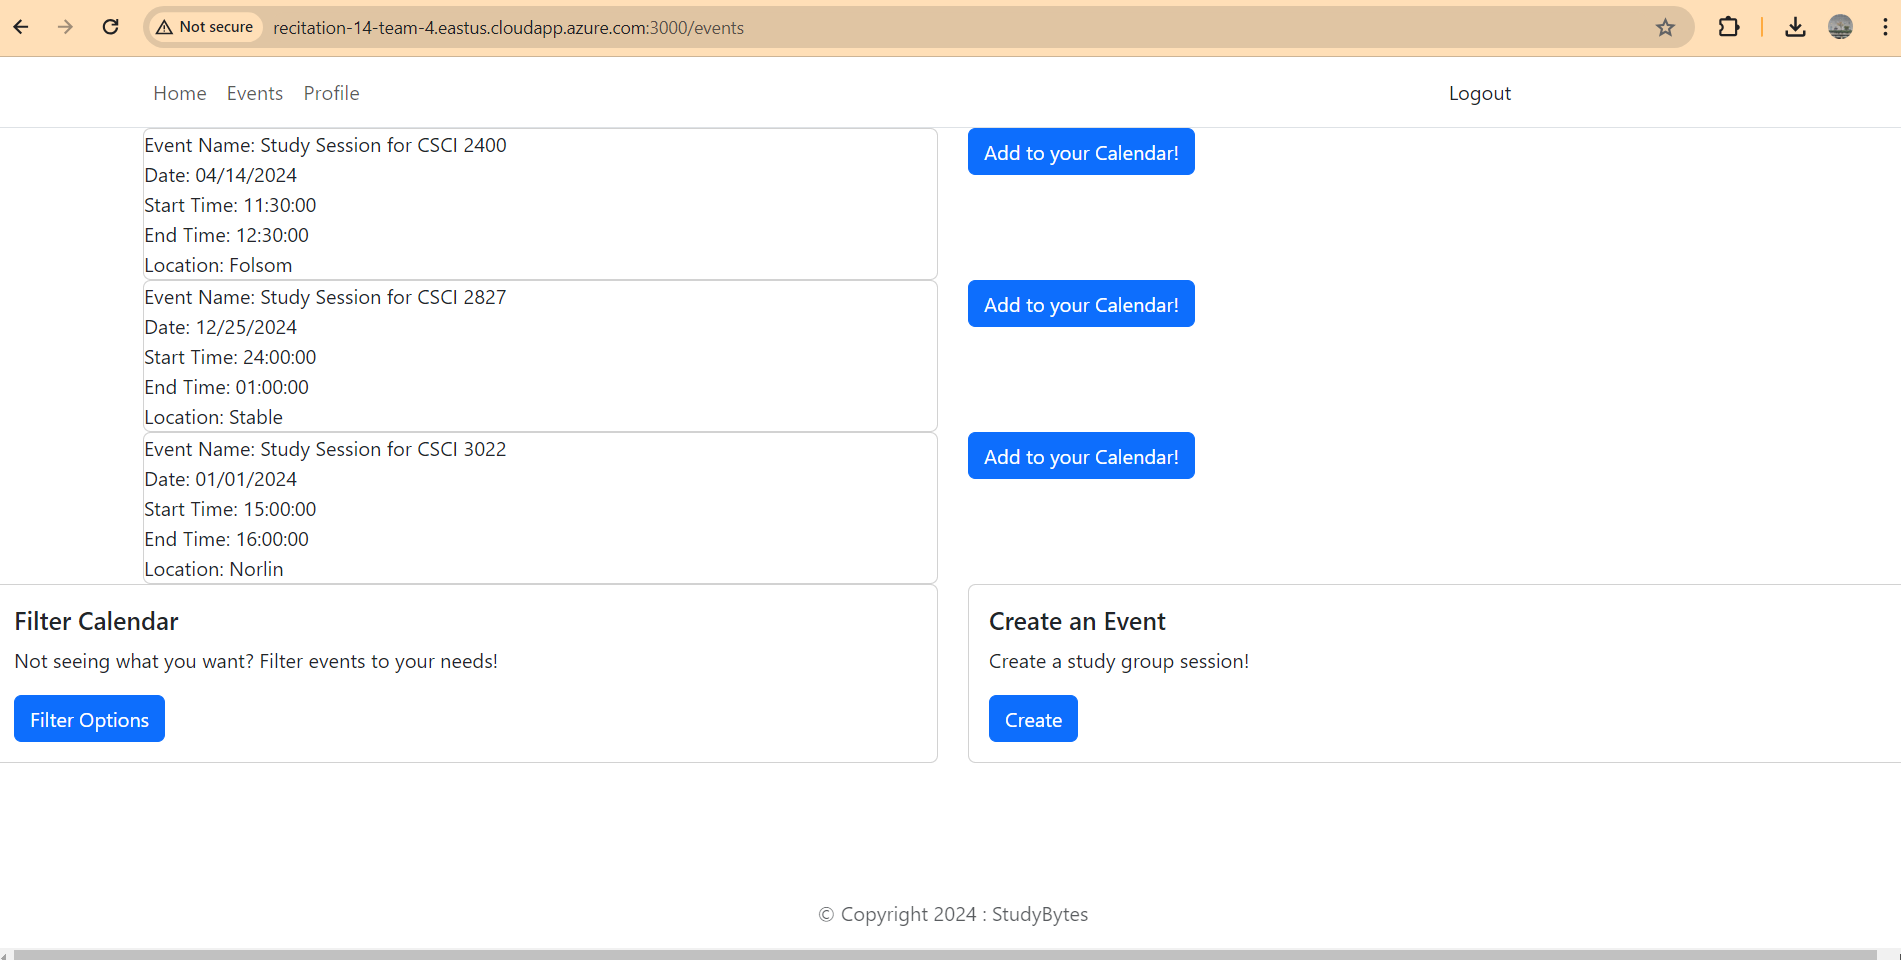 Not secure recitation-14-team-4.eastus.cloudapp.azure.com:3000/events
Home Events Profile Logout
Event Name: Study Session for CSCI 2400
Date: 04/14/2024
Start Time: 11:30:00
End Time: 12:30:00
Location: Folsom
Add to your Calendar!
Event Name: Study Session for CSCI 2827
Date: 12/25/2024
Start Time: 24:00:00
End Time: 01:00:00
Location: Stable
Add to your Calendar!
Event Name: Study Session for CSCI 3022
Date: 01/01/2024
Start Time: 15:00:00
End Time: 16:00:00
Location: Norlin
Add to your Calendar!
Filter Calendar
Not seeing what you want? Filter events to your needs!
Filter Options
Create an Event
Create a study group session!
Create
© Copyright 2024 : StudyBytes